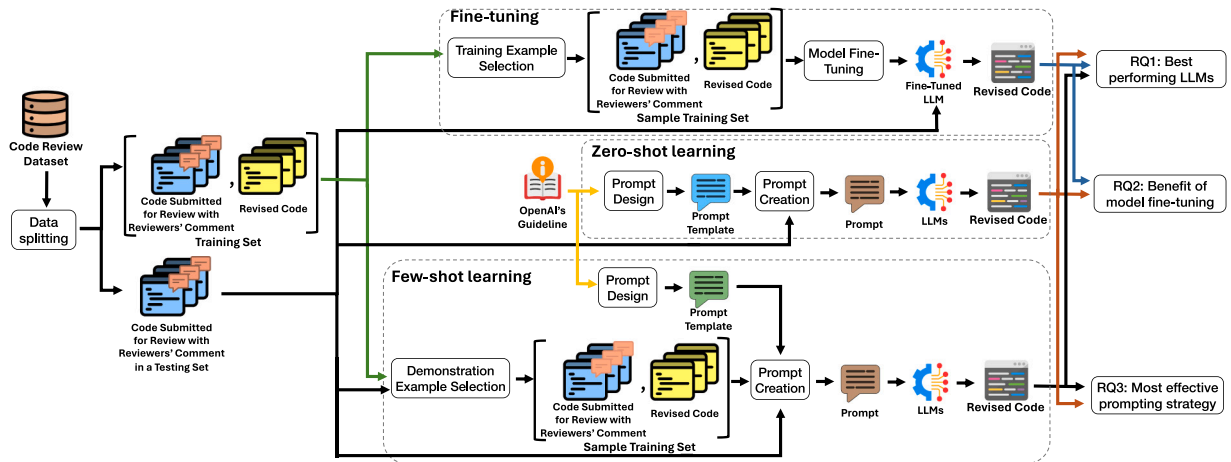 Code Review
Dataset
Data
splitting
[
,
]
Code Submitted
for Review with
Reviewers' Comment
Revised Code
Training Set
Code Submitted
for Review with
Reviewers' Comment
in a Testing Set
Fine-tuning
Training Example
Selection
[
,
]
Code Submitted
for Review with
Reviewers' Comment
Revised Code
Sample Training Set
Model Fine-
Tuning
Fine-Tuned
LLM
Revised Code
OpenAI's
Guideline
Zero-shot learning
Prompt
Design
Prompt
Template
Prompt
Creation
Prompt
LLMs
Revised Code
Few-shot learning
Prompt
Design
Prompt
Template
Demonstration
Example Selection
[
,
]
Code Submitted
for Review with
Reviewers' Comment
Revised Code
Sample Training Set
Prompt
Creation
Prompt
LLMs
Revised Code
RQ1: Best
performing LLMs
RQ2: Benefit of
model fine-tuning
RQ3: Most effective
prompting strategy